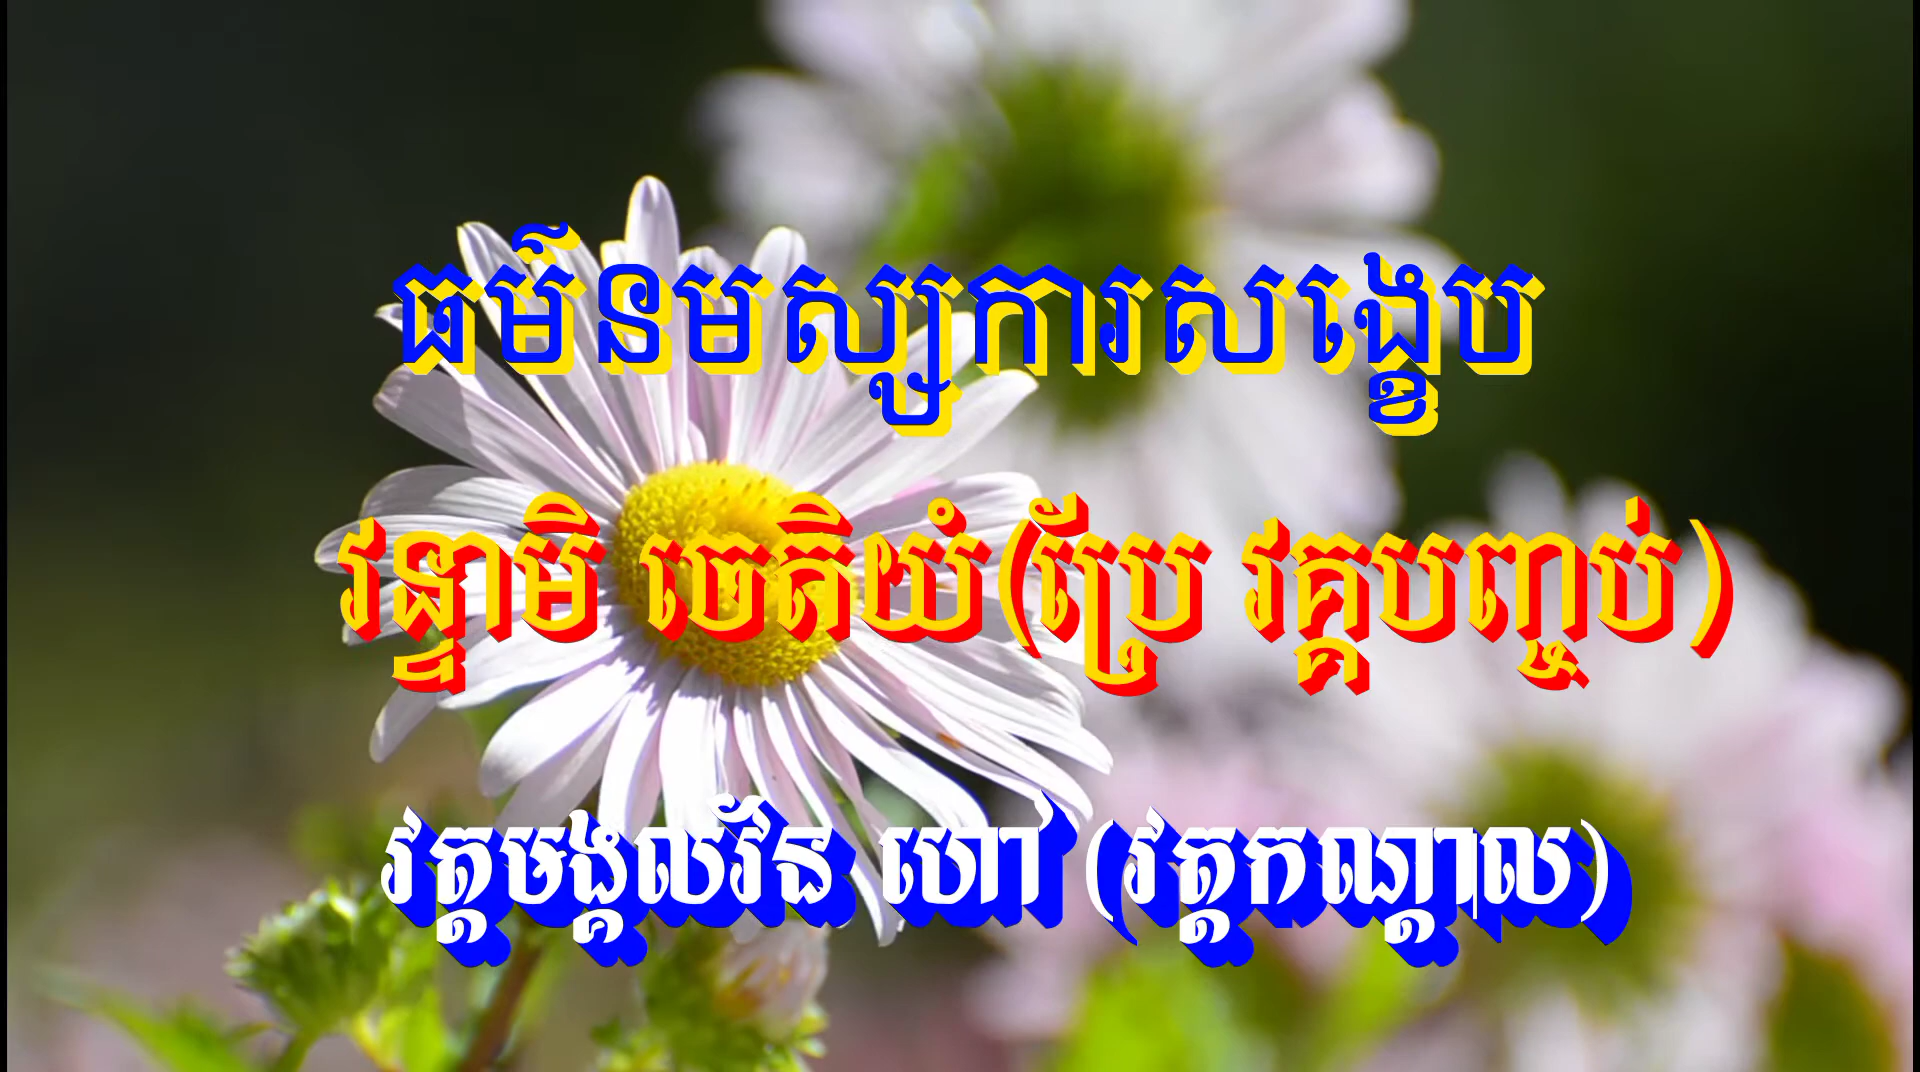 ធម៌នមស្សការសង្ខេប
វន្ទាមិ ចេតិយំ(ប្រែ វគ្គបញ្ចប់)
វត្តមង្គលវ័ន ហៅ (វត្តកណ្តាល)